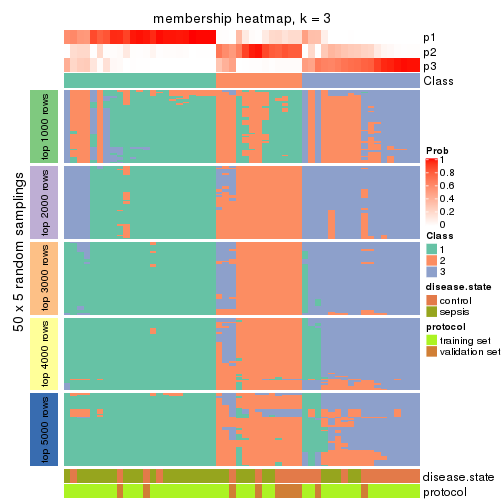 membership heatmap, k = 3
p1
p2
p3
Class
50 x 5 random samplings
top 1000 rows
top 2000 rows
top 3000 rows
top 4000 rows
top 5000 rows
disease.state
protocol
Prob
1
0.8
0.6
0.4
0.2
0
Class
1
2
3
disease.state
control
sepsis
protocol
training set
validation set